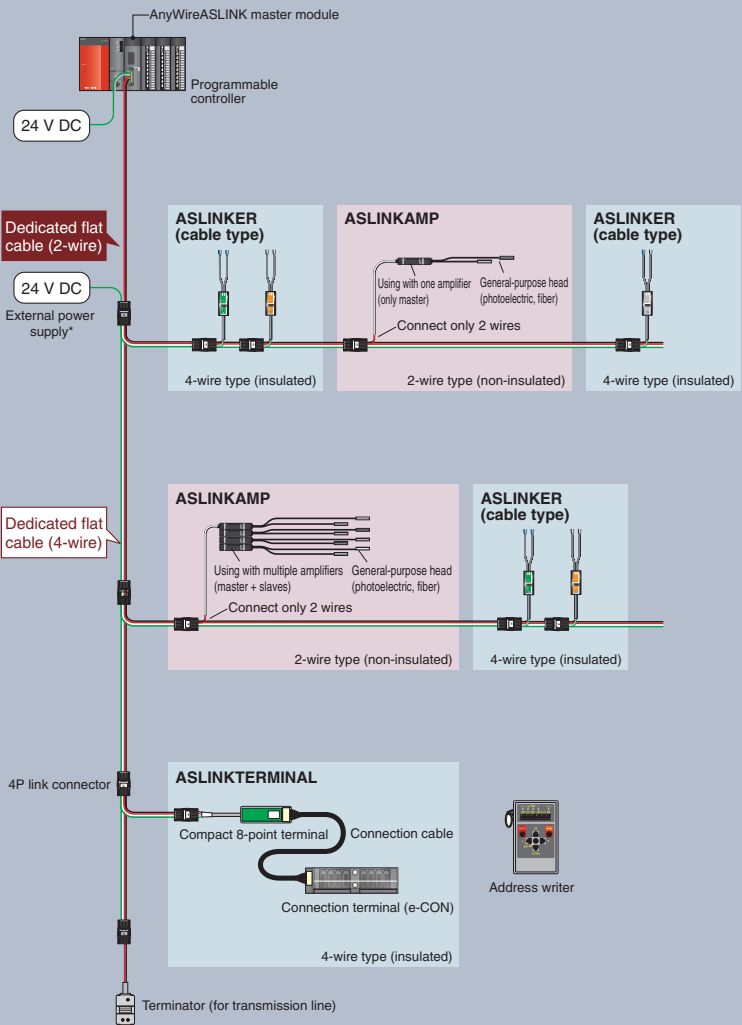 AnyWireASLINK master module
Programmable
controller
24 V DC
Dedicated flat
cable (2-wire)
24 V DC
External power
supply*
ASLINKER
(cable type)
4-wire type (insulated)
ASLINKAMP
Using with one amplifier
(only master)
General-purpose head
(photoelectric, fiber)
Connect only 2 wires
2-wire type (non-insulated)
ASLINKER
(cable type)
4-wire type (insulated)
Dedicated flat
cable (4-wire)
ASLINKAMP
Using with multiple amplifiers
(master + slaves)
General-purpose head
(photoelectric, fiber)
Connect only 2 wires
2-wire type (non-insulated)
ASLINKER
(cable type)
4-wire type (insulated)
4P link connector
ASLINKTERMINAL
Compact 8-point terminal
Connection cable
Connection terminal (e-CON)
4-wire type (insulated)
Address writer
Terminator (for transmission line)